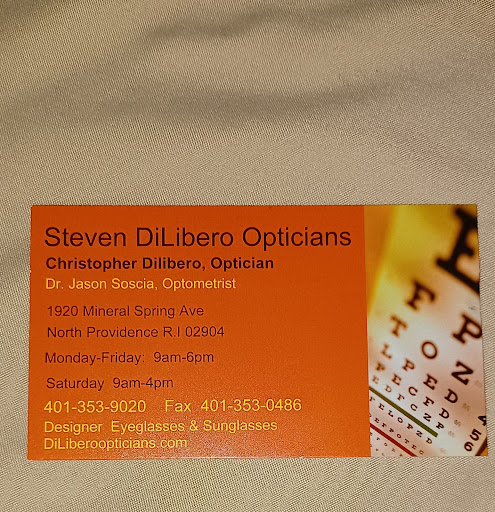 Steven DiLibero Opticians
Christopher Dilibero, Optician
Dr. Jason Soscia, Optometrist
1920 Mineral Spring Ave
North Providence R.I 02904
Monday-Friday: 9am-6pm
Saturday 9am-4pm
401-353-9020 Fax 401-353-0486
Designer Eyeglasses & Sunglasses
DiLiberoopticians.com
E
F P
T O Z
L P E D
P E C F D
E D F C Z P
F E L O P Z D
D E F P O T E C